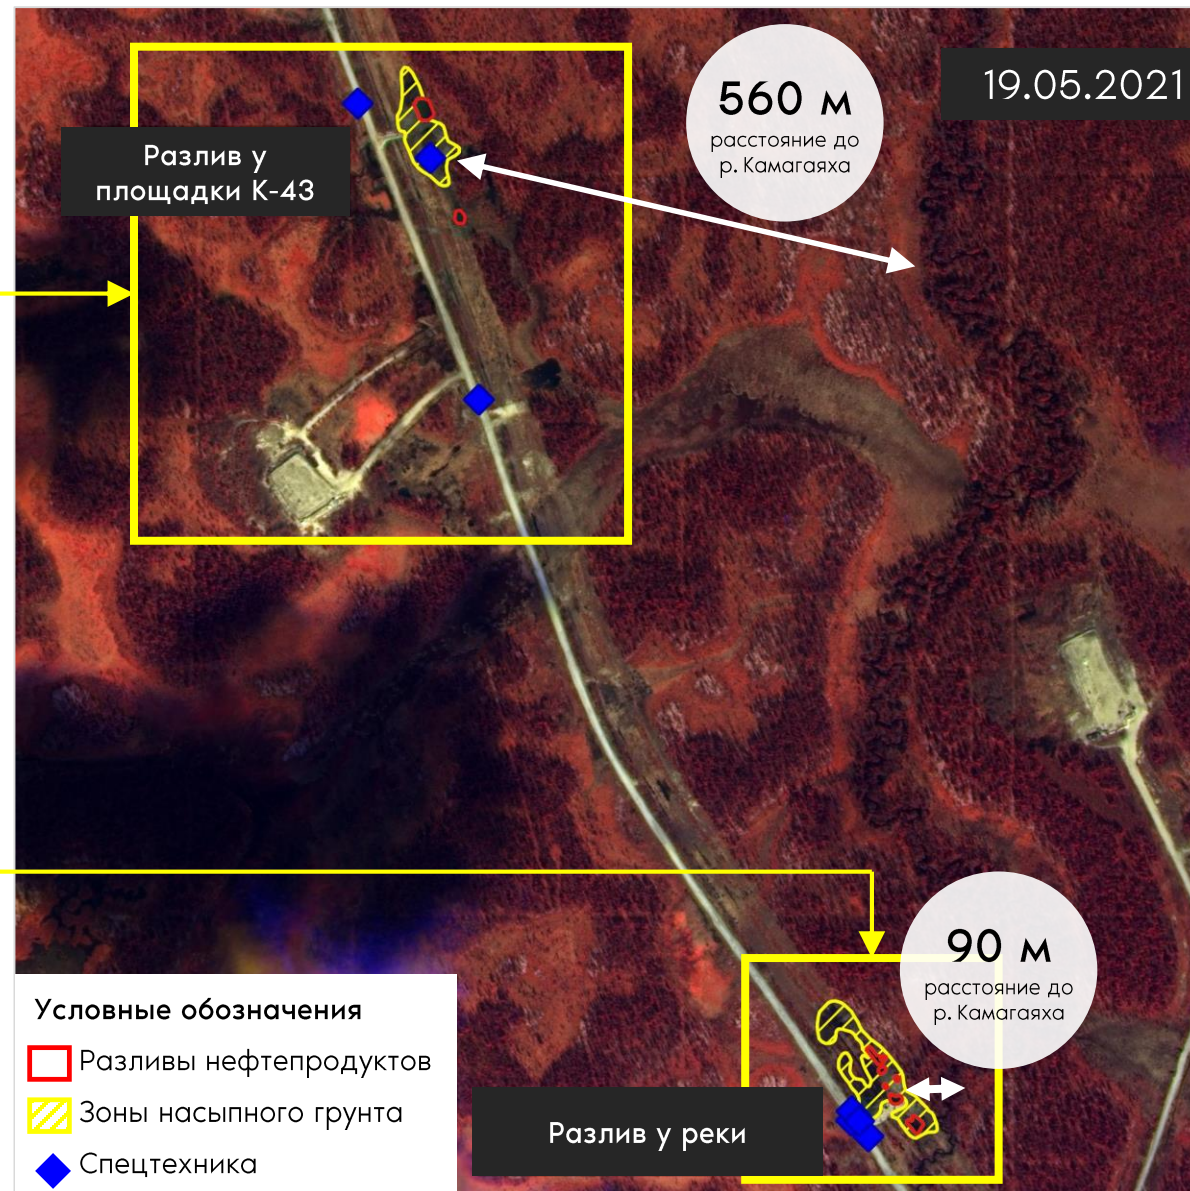 560 м
расстояние до
р. Камагаяха
19.05.2021
Разлив у
площадки К-43
90 м
расстояние до
р. Камагаяха
Условные обозначения
Разливы нефтепродуктов
Зоны насыпного грунта
Спецтехника
Разлив у реки